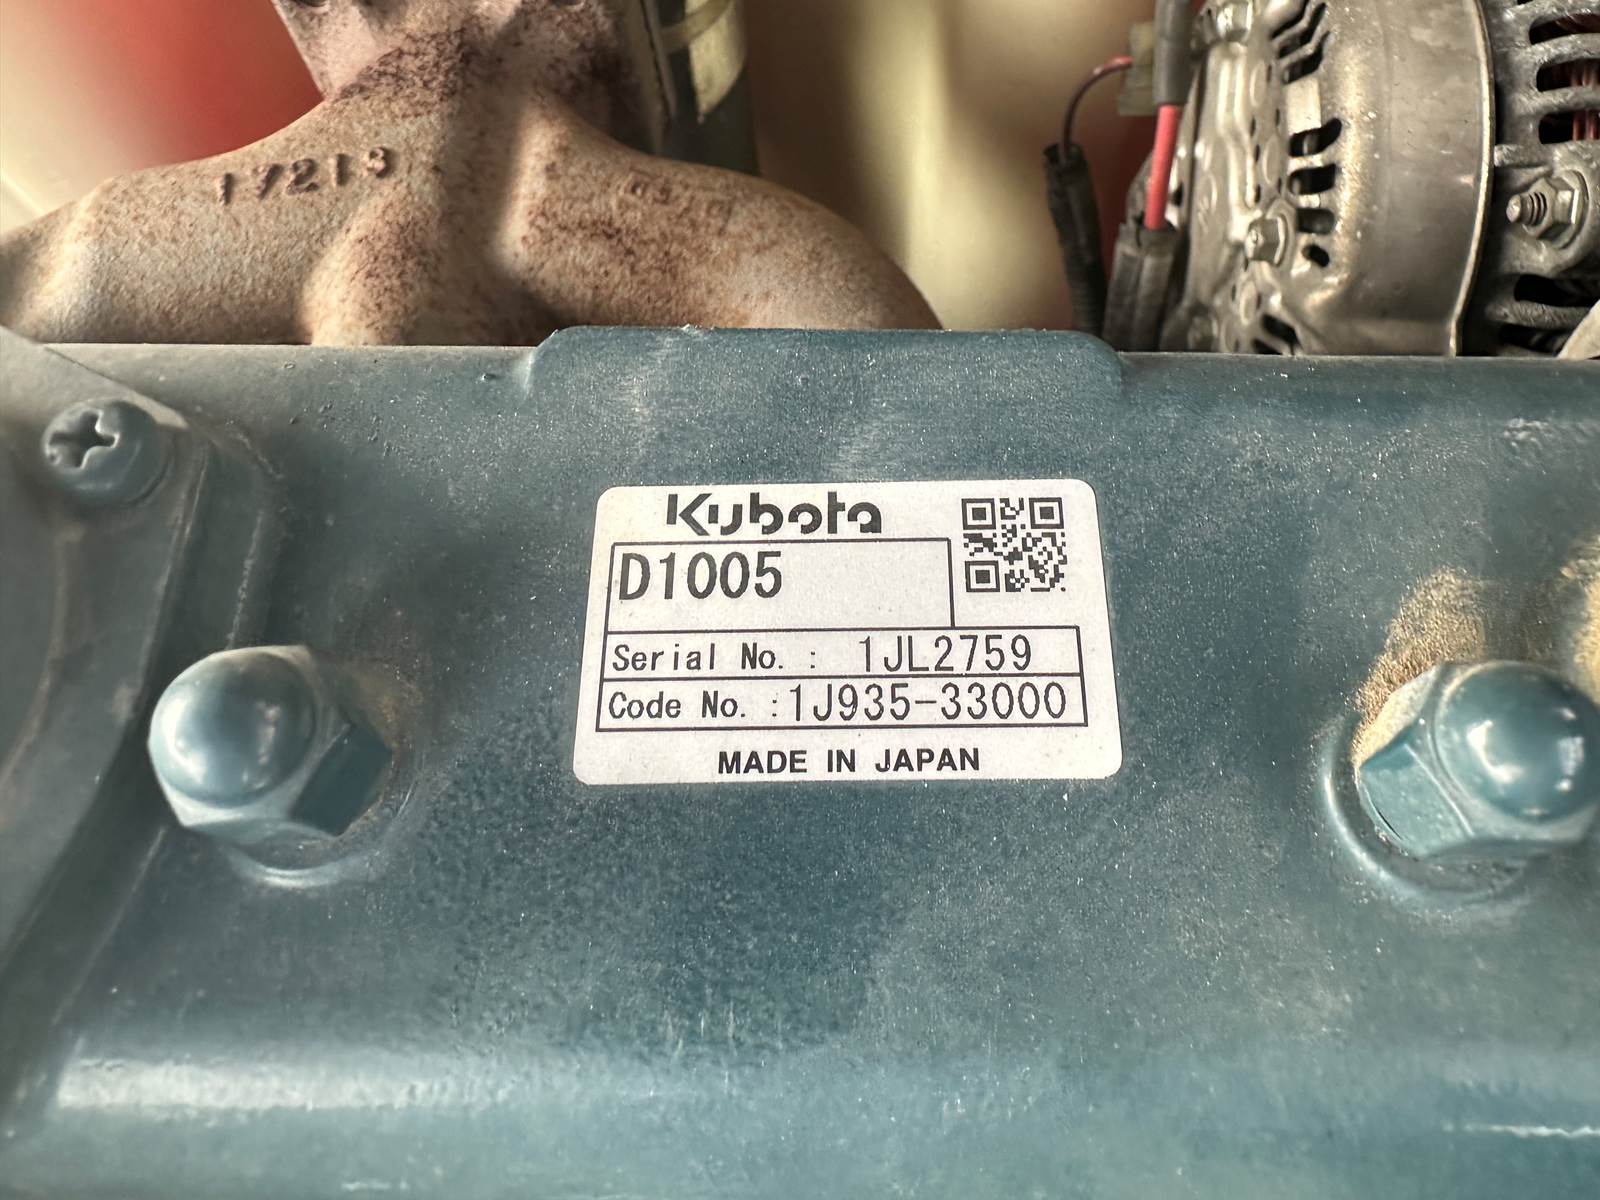 17213
Kubota
D1005
Serial No. : 1JL2759
Code No. :1J935-33000
MADE IN JAPAN